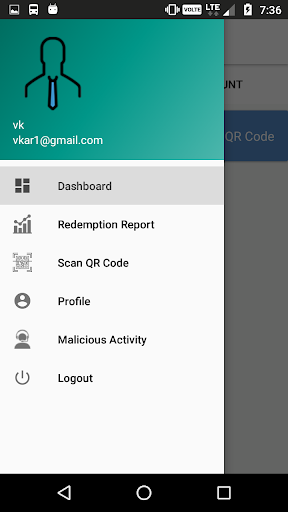 VOLTE LTE 7:36
vk
vkar1@gmail.com
UNT
QR Code
Dashboard
Redemption Report
Scan QR Code
Profile
Malicious Activity
Logout